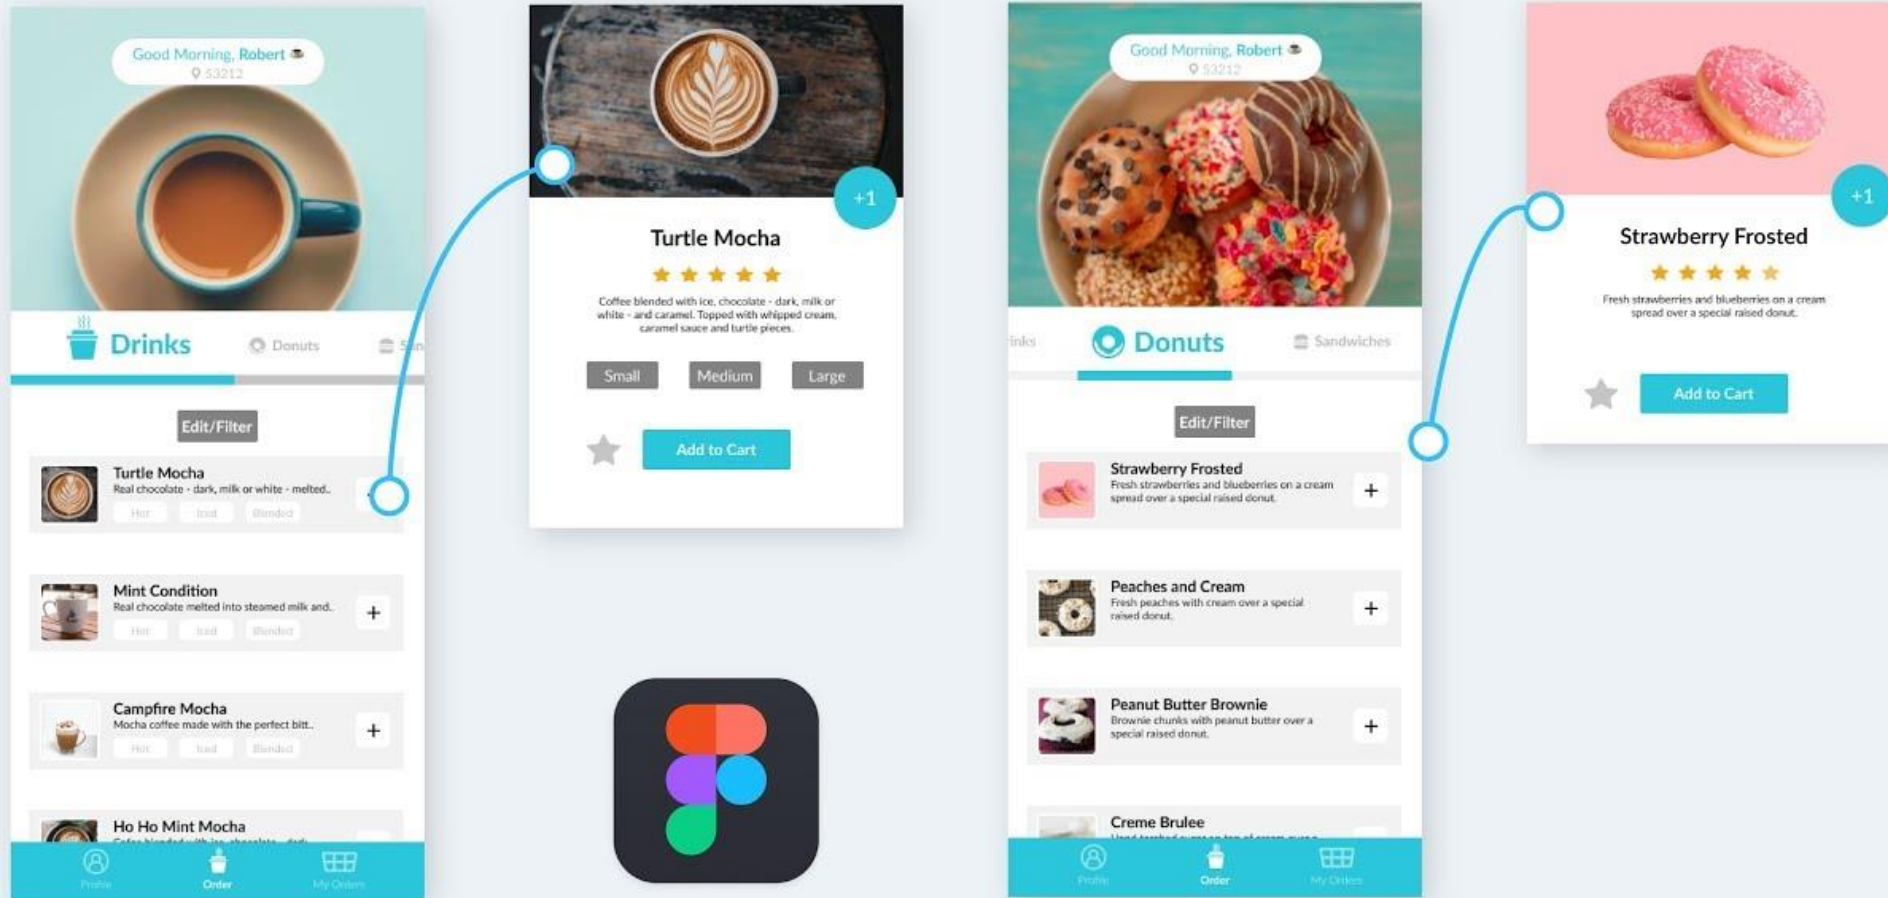 Good Morning, Robert
53212
Drinks
Donuts
Edit/Filter
Turtle Mocha
Real chocolate - dark, milk or white - melted..
Hot Iced Blended
+
Mint Condition
Real chocolate melted into steamed milk and..
Hot Iced Blended
+
Campfire Mocha
Mocha coffee made with the perfect bitt..
Hot Iced Blended
+
Ho Ho Mint Mocha
Profile Order My Orders
+1
Turtle Mocha
Coffee blended with ice, chocolate - dark, milk or
white - and caramel. Topped with whipped cream,
caramel sauce and turtle pieces.
Small Medium Large
Add to Cart
Good Morning, Robert
53212
inks
Donuts
Sandwiches
Edit/Filter
Strawberry Frosted
Fresh strawberries and blueberries on a cream
spread over a special raised donut.
+
Peaches and Cream
Fresh peaches with cream over a special
raised donut.
+
Peanut Butter Brownie
Brownie chunks with peanut butter over a
special raised donut.
+
Creme Brulee
Profile Order My Orders
+1
Strawberry Frosted
Fresh strawberries and blueberries on a cream
spread over a special raised donut.
Add to Cart